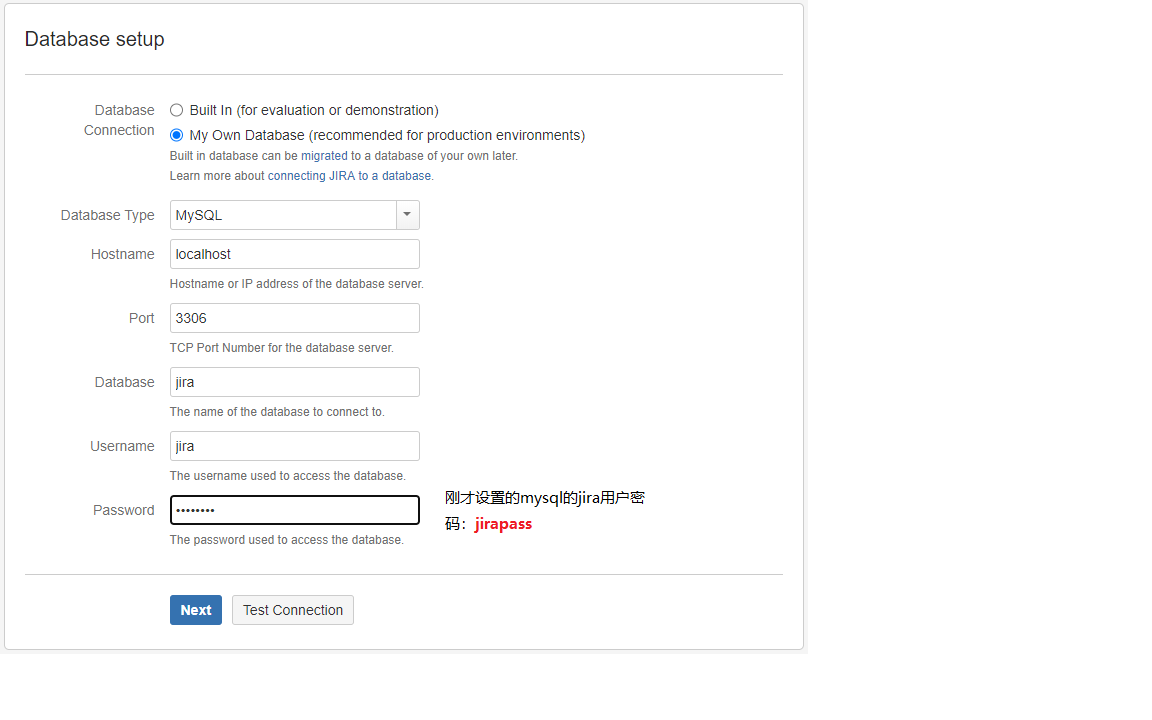 Database setup
Database Connection
Built In (for evaluation or demonstration)
My Own Database (recommended for production environments)
Built in database can be migrated to a database of your own later.
Learn more about connecting JIRA to a database.
Database Type
MySQL
Hostname
localhost
Hostname or IP address of the database server.
Port
3306
TCP Port Number for the database server.
Database
jira
The name of the database to connect to.
Username
jira
The username used to access the database.
Password
••••••••
The password used to access the database.
刚才设置的mysql的jira用户密
码：jirapass
Next
Test Connection